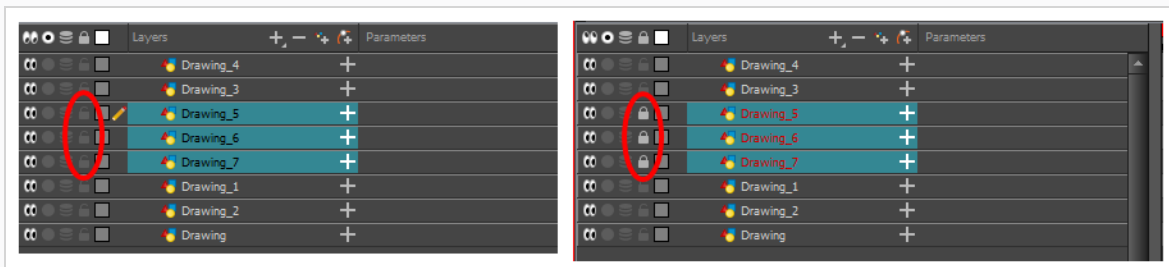 Layers Parameters
Drawing_4
Drawing_3
Drawing_5
Drawing_6
Drawing_7
Drawing_1
Drawing_2
Drawing
Layers Parameters
Drawing_4
Drawing_3
Drawing_5
Drawing_6
Drawing_7
Drawing_1
Drawing_2
Drawing